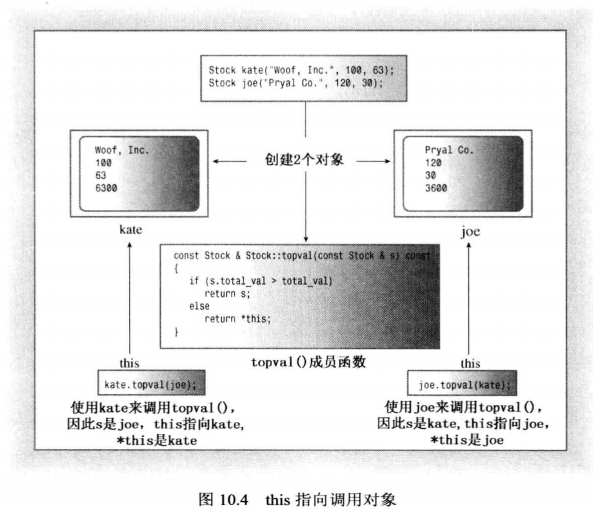 Stock kate("Woof, Inc.", 100, 63);
Stock joe("Pryal Co.", 120, 30);
Woof, Inc.
100
63
6300
kate
创建2个对象
Pryal Co.
120
30
3600
joe
const Stock & Stock::topval(const Stock & s) const
{
if (s.total_val > total_val)
return s;
else
return *this;
}
topval()成员函数
this
kate.topval(joe);
使用kate来调用topval(),
因此s是joe, this指向kate,
*this是kate
this
joe.topval(kate);
使用joe来调用topval(),
因此s是kate, this指向joe,
*this是joe
图 10.4 this 指向调用对象